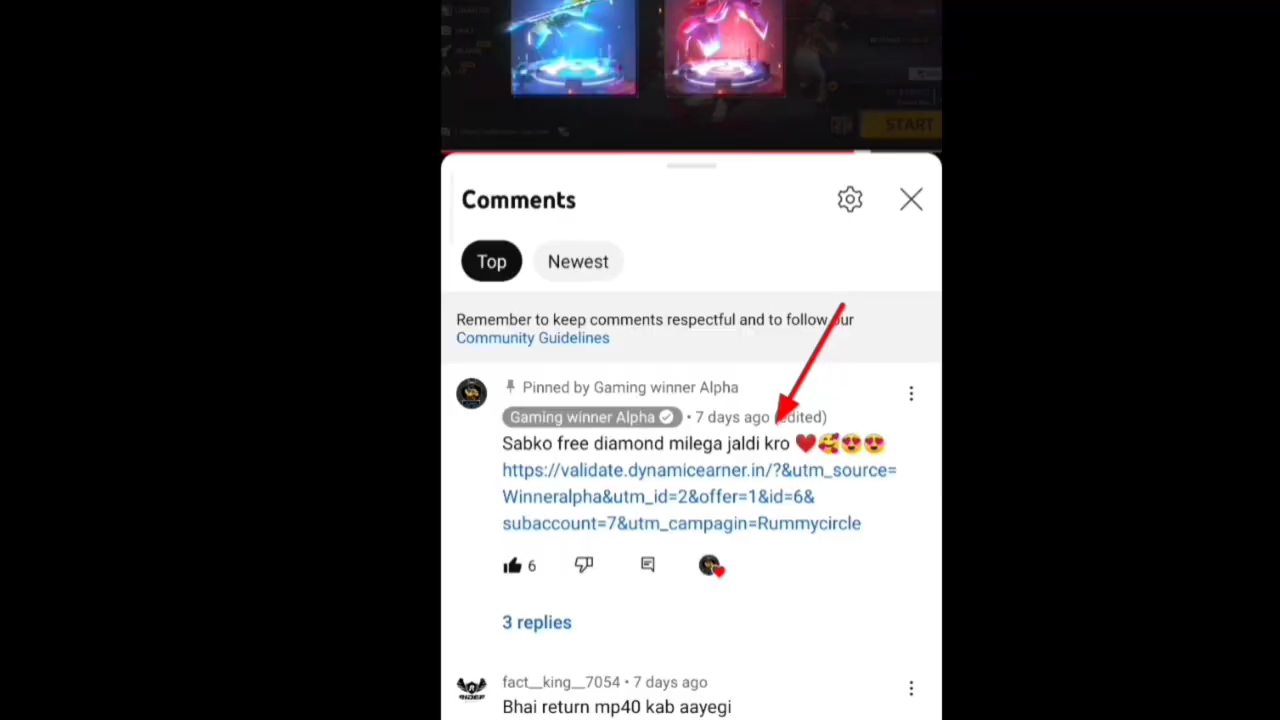 START
Comments
Top
Newest
Remember to keep comments respectful and to follow our
Community Guidelines
Pinned by Gaming winner Alpha
Gaming winner Alpha • 7 days ago (edited)
Sabko free diamond milega jaldi kro ❤️🥰😍😍
https://validate.dynamicearner.in/?&utm_source=
Winneralpha&utm_id=2&offer=1&id=6&
subaccount=7&utm_campagin=Rummycircle
6
3 replies
fact__king__7054 • 7 days ago
Bhai return mp40 kab aayegi